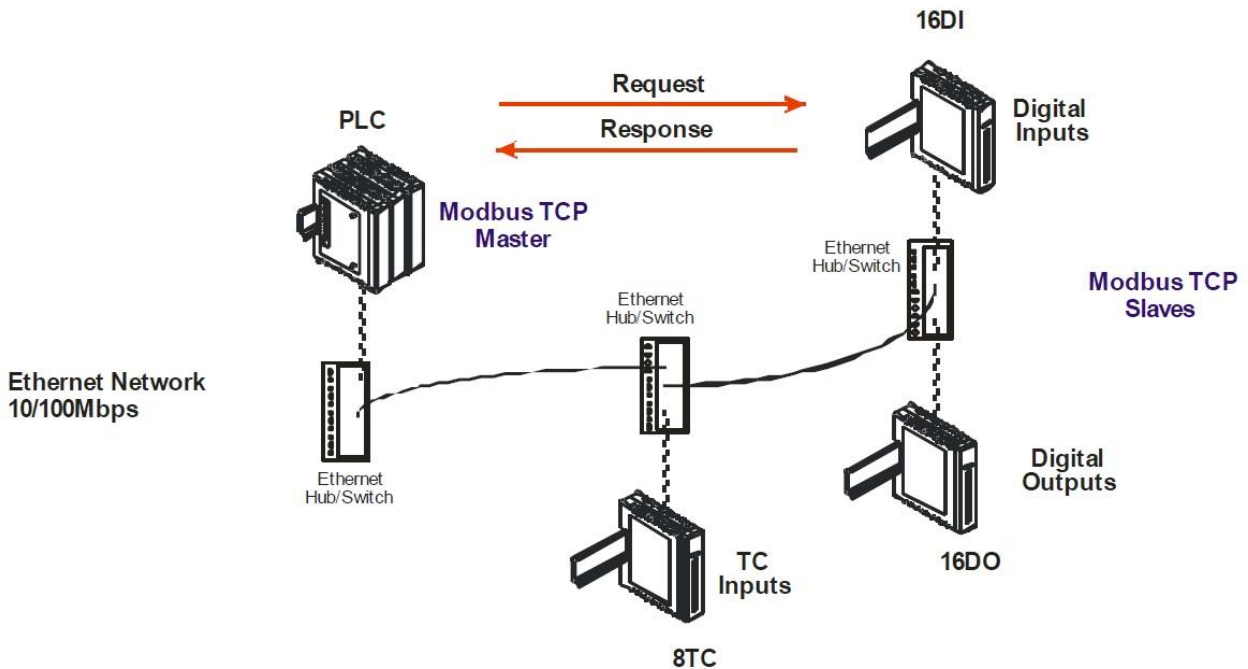 16DI
Request
PLC
Response
Digital
Inputs
Modbus TCP
Master
Ethernet
Hub/Switch
Modbus TCP
Slaves
Ethernet
Hub/Switch
Ethernet Network
10/100Mbps
Ethernet
Hub/Switch
Digital
Outputs
TC
Inputs
16DO
8TC